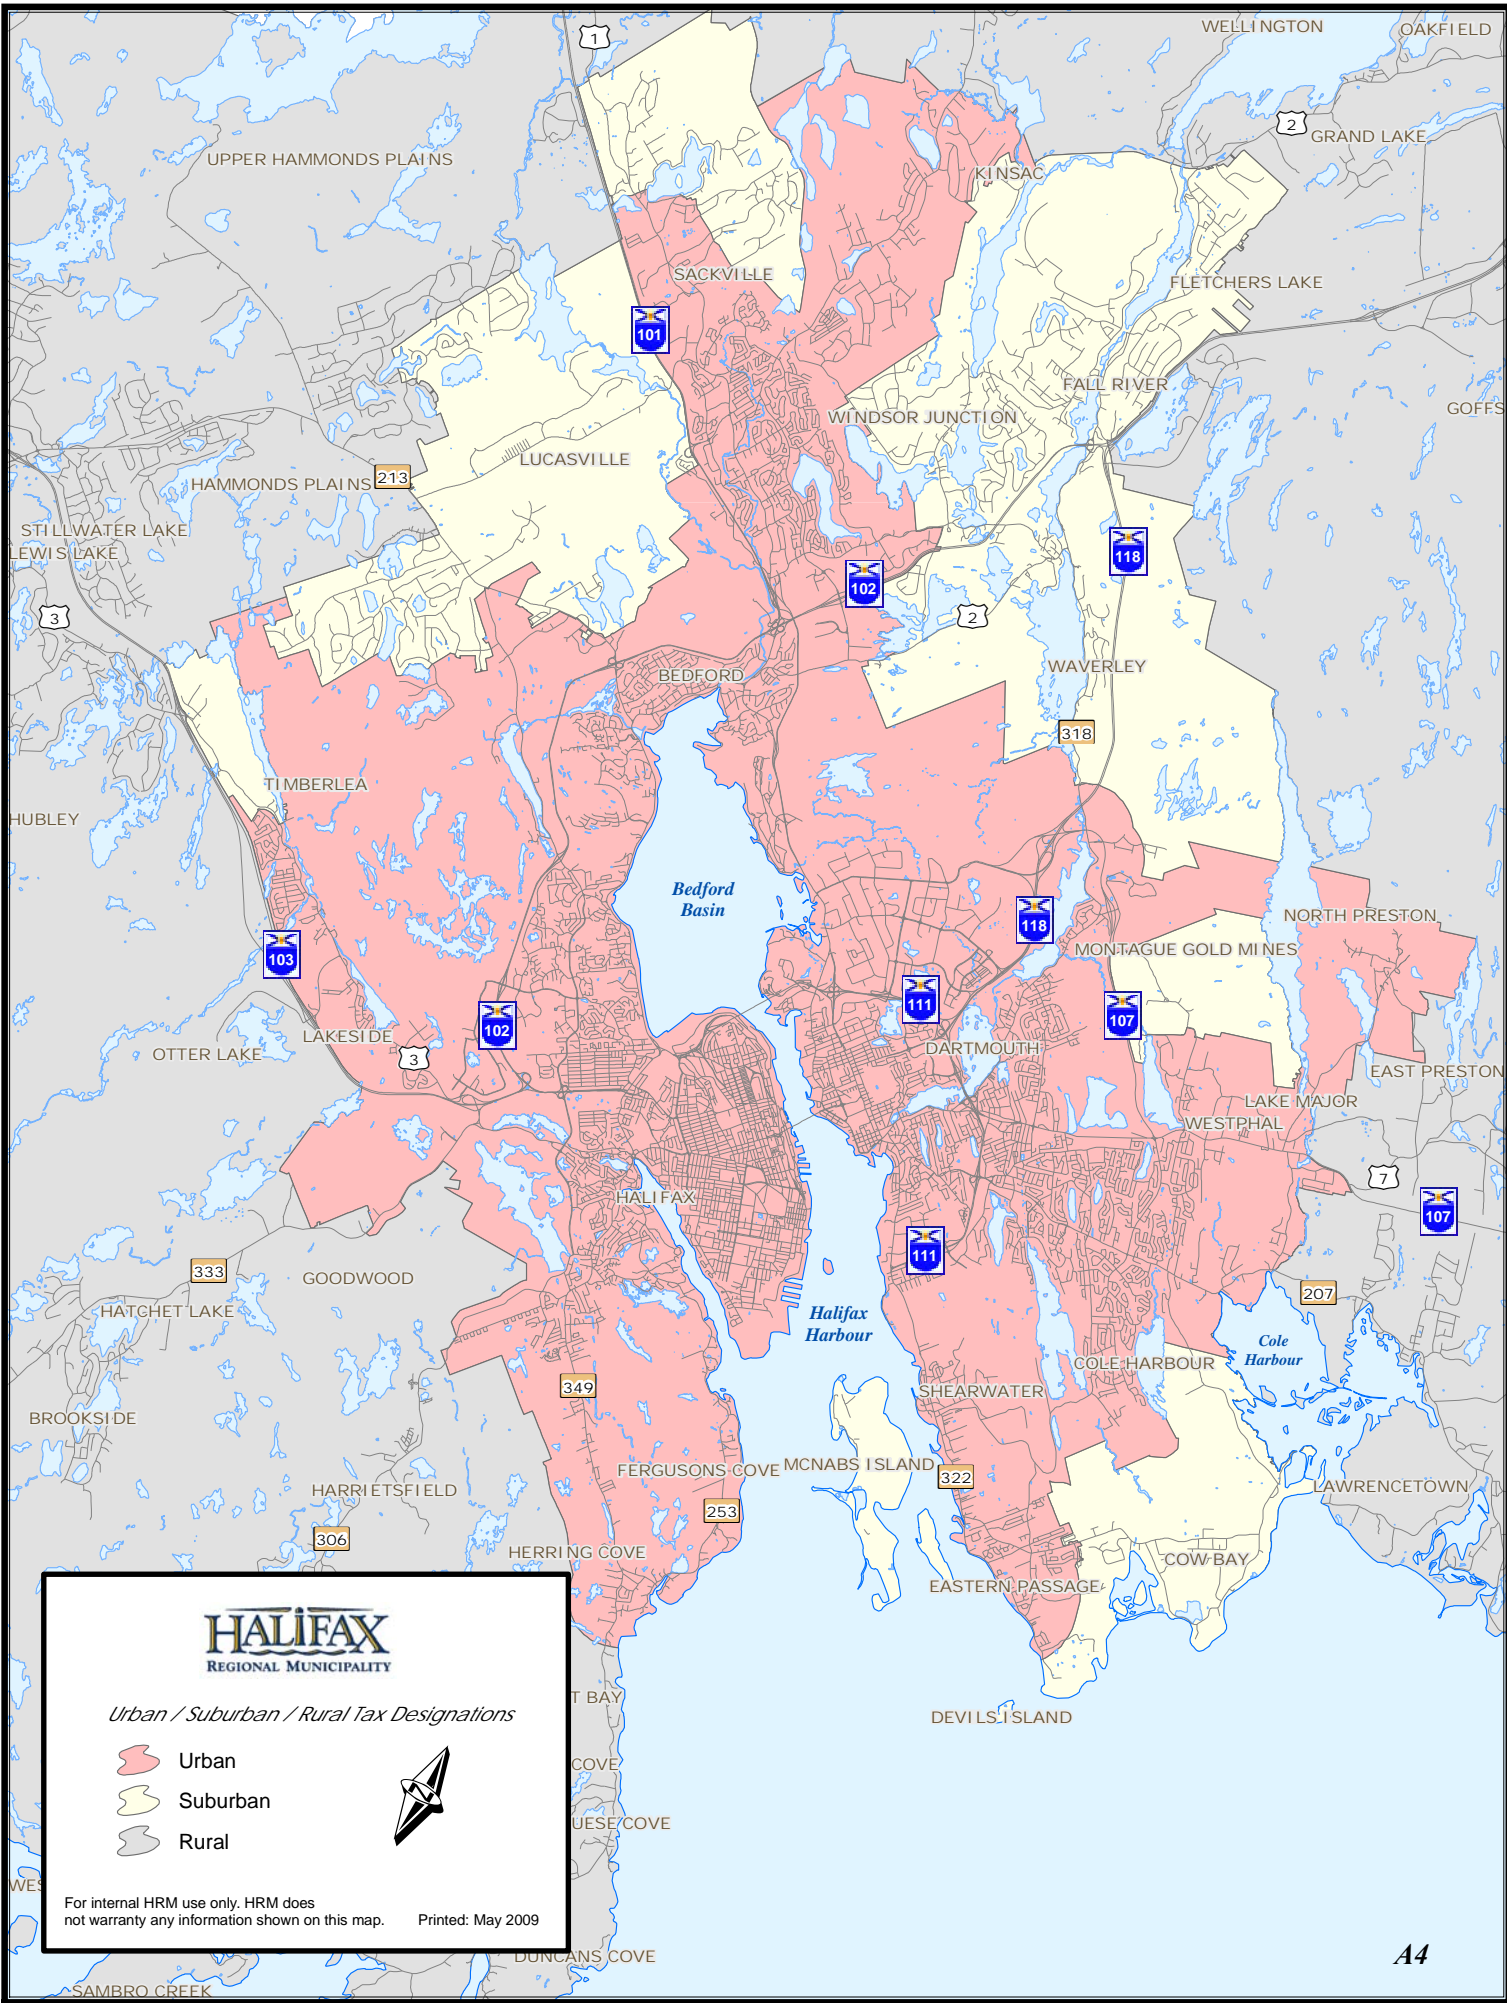 WELLINGTON
OAKFIELD
1
2
GRAND LAKE
UPPER HAMMONDS PLAINS
KINSAC
SACKVILLE
FLETCHERS LAKE
101
FALL RIVER
GOFFS
WINDSOR JUNCTION
LUCASVILLE
HAMMONDS PLAINS
213
STILLWATER LAKE
LEWIS LAKE
118
102
3
2
WAVERLEY
BEDFORD
318
TIMBERLEA
HUBLEY
Bedford
Basin
118
NORTH PRESTON
MONTAGUE GOLD MINES
103
111
107
102
LAKESIDE
3
OTTER LAKE
DARTMOUTH
EAST PRESTON
LAKE MAJOR
WESTPHAL
7
HALIFAX
107
111
333
GOODWOOD
207
HATCHET LAKE
Halifax
Harbour
Cole
Harbour
COLE HARBOUR
349
SHEARWATER
BROOKSIDE
FERGUSONS COVE
MCNABS ISLAND
322
LAWRENCETOWN
HARRIETSFIELD
253
306
HERRING COVE
COW BAY
EASTERN PASSAGE
HALIFAX
REGIONAL MUNICIPALITY
T BAY
Urban / Suburban / Rural Tax Designations
DEVILS ISLAND
Urban
COVE
Suburban
N
UESE COVE
Rural
WES
For internal HRM use only. HRM does
not warranty any information shown on this map. Printed: May 2009
DUNCANS COVE
A4
SAMBRO CREEK